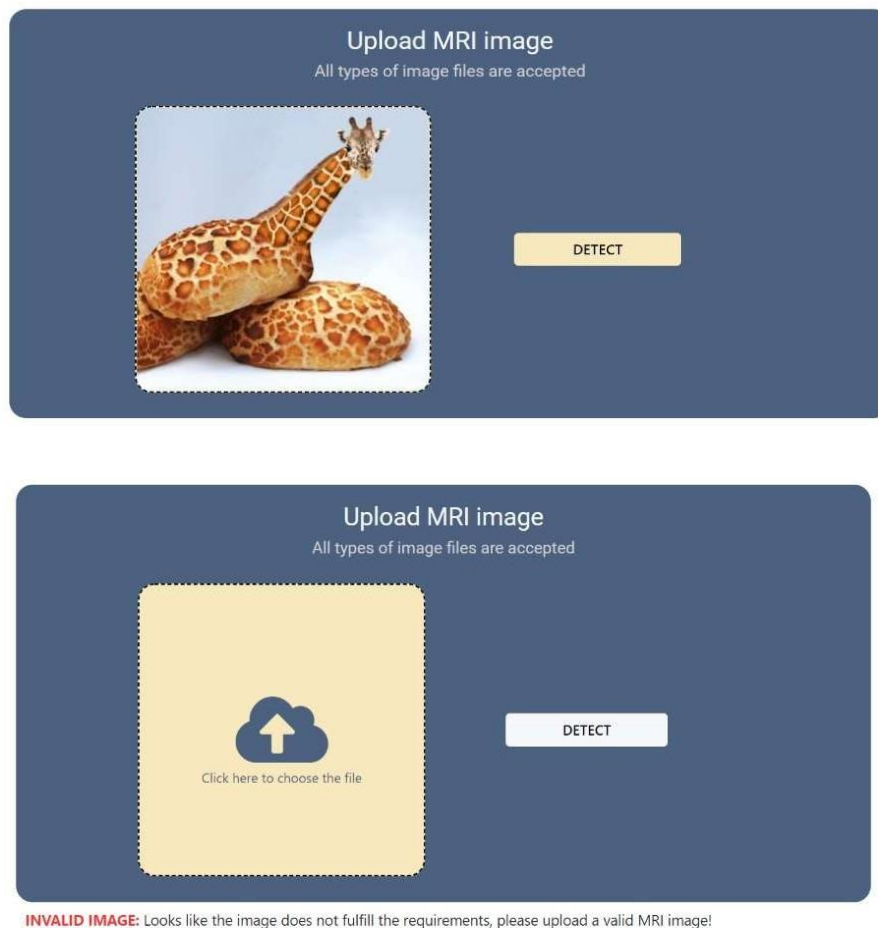 Upload MRI image
All types of image files are accepted
DETECT
Upload MRI image
All types of image files are accepted
DETECT
Click here to choose the file
INVALID IMAGE: Looks like the image does not fulfill the requirements, please upload a valid MRI image!